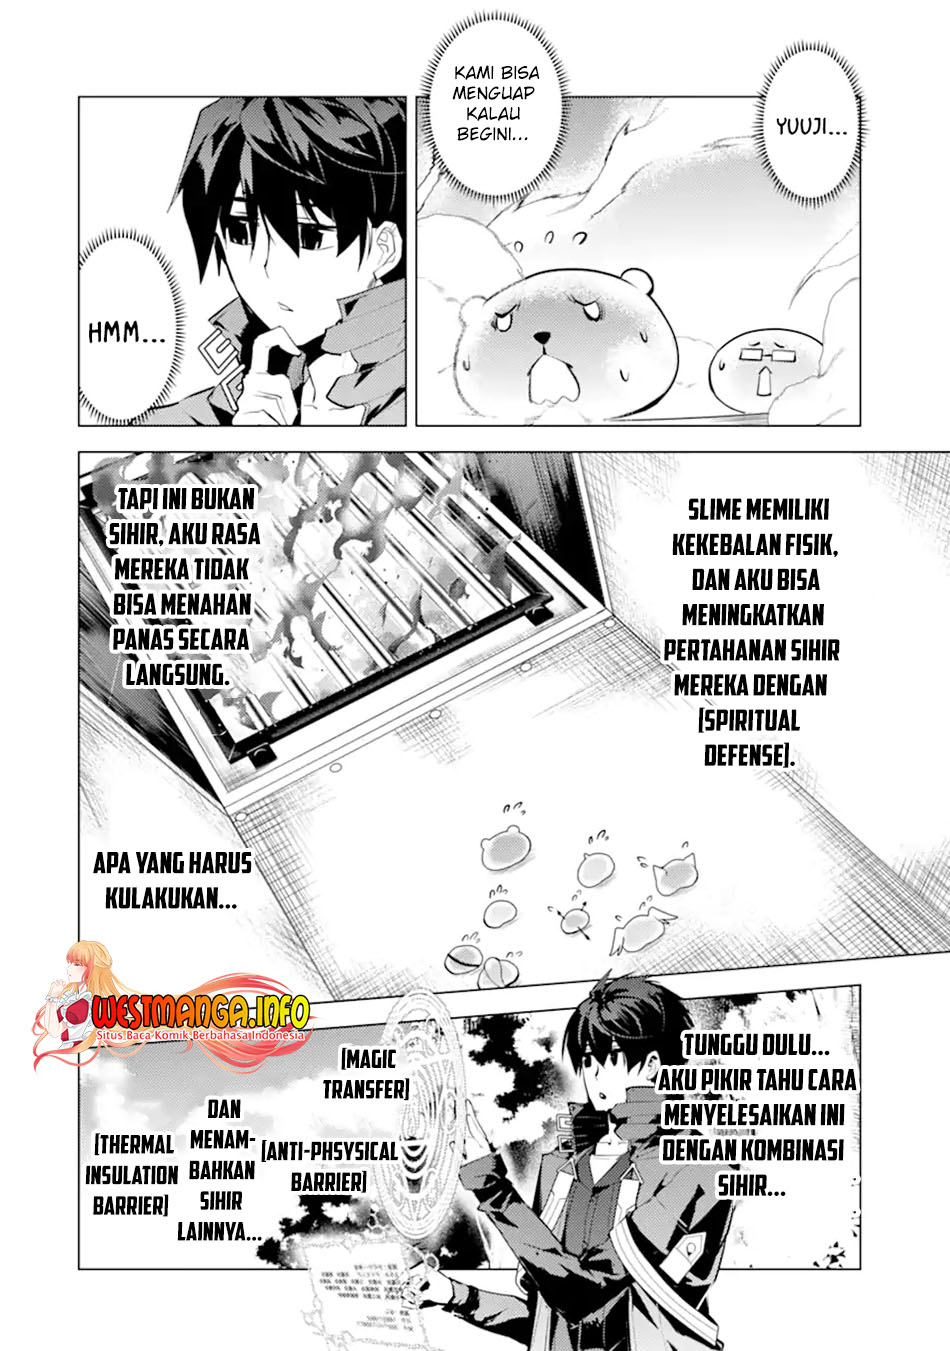 YUUJI...
KAMI BISA
MENGUAP
KALAU
BEGINI...
HMM...
SLIME MEMILIKI
KEKEBALAN FISIK,
DAN AKU BISA
MENINGKATKAN
PERTAHANAN SIHIR
MEREKA DENGAN
[SPIRITUAL
DEFENSE].
TAPI INI BUKAN
SIHIR, AKU RASA
MEREKA TIDAK
BISA MENAHAN
PANAS SECARA
LANGSUNG.
APA YANG HARUS
KULAKUKAN...
WESTMANGA.INFO
Situs Baca Komik Berbahasa Indonesia
TUNGGU DULU...
AKU PIKIR TAHU CARA
MENYELESAIKAN INI
DENGAN KOMBINASI
SIHIR...
[MAGIC
TRANSFER]
[ANTI-PHSYSICAL
BARRIER]
DAN
MENAM-
BAHKAN
SIHIR
LAINNYA...
[THERMAL
INSULATION
BARRIER]